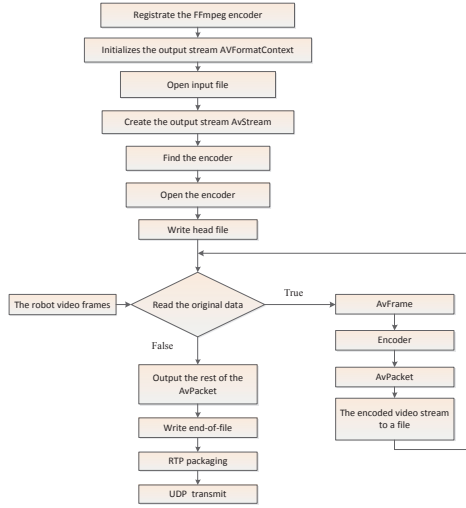 Registrate the FFmpeg encoder
Initializes the output stream AVFormatContext
Open input file
Create the output stream AvStream
Find the encoder
Open the encoder
Write head file
The robot video frames
Read the original data
True
False
AvFrame
Encoder
AvPacket
The encoded video stream
to a file
Output the rest of the
AvPacket
Write end-of-file
RTP packaging
UDP transmit